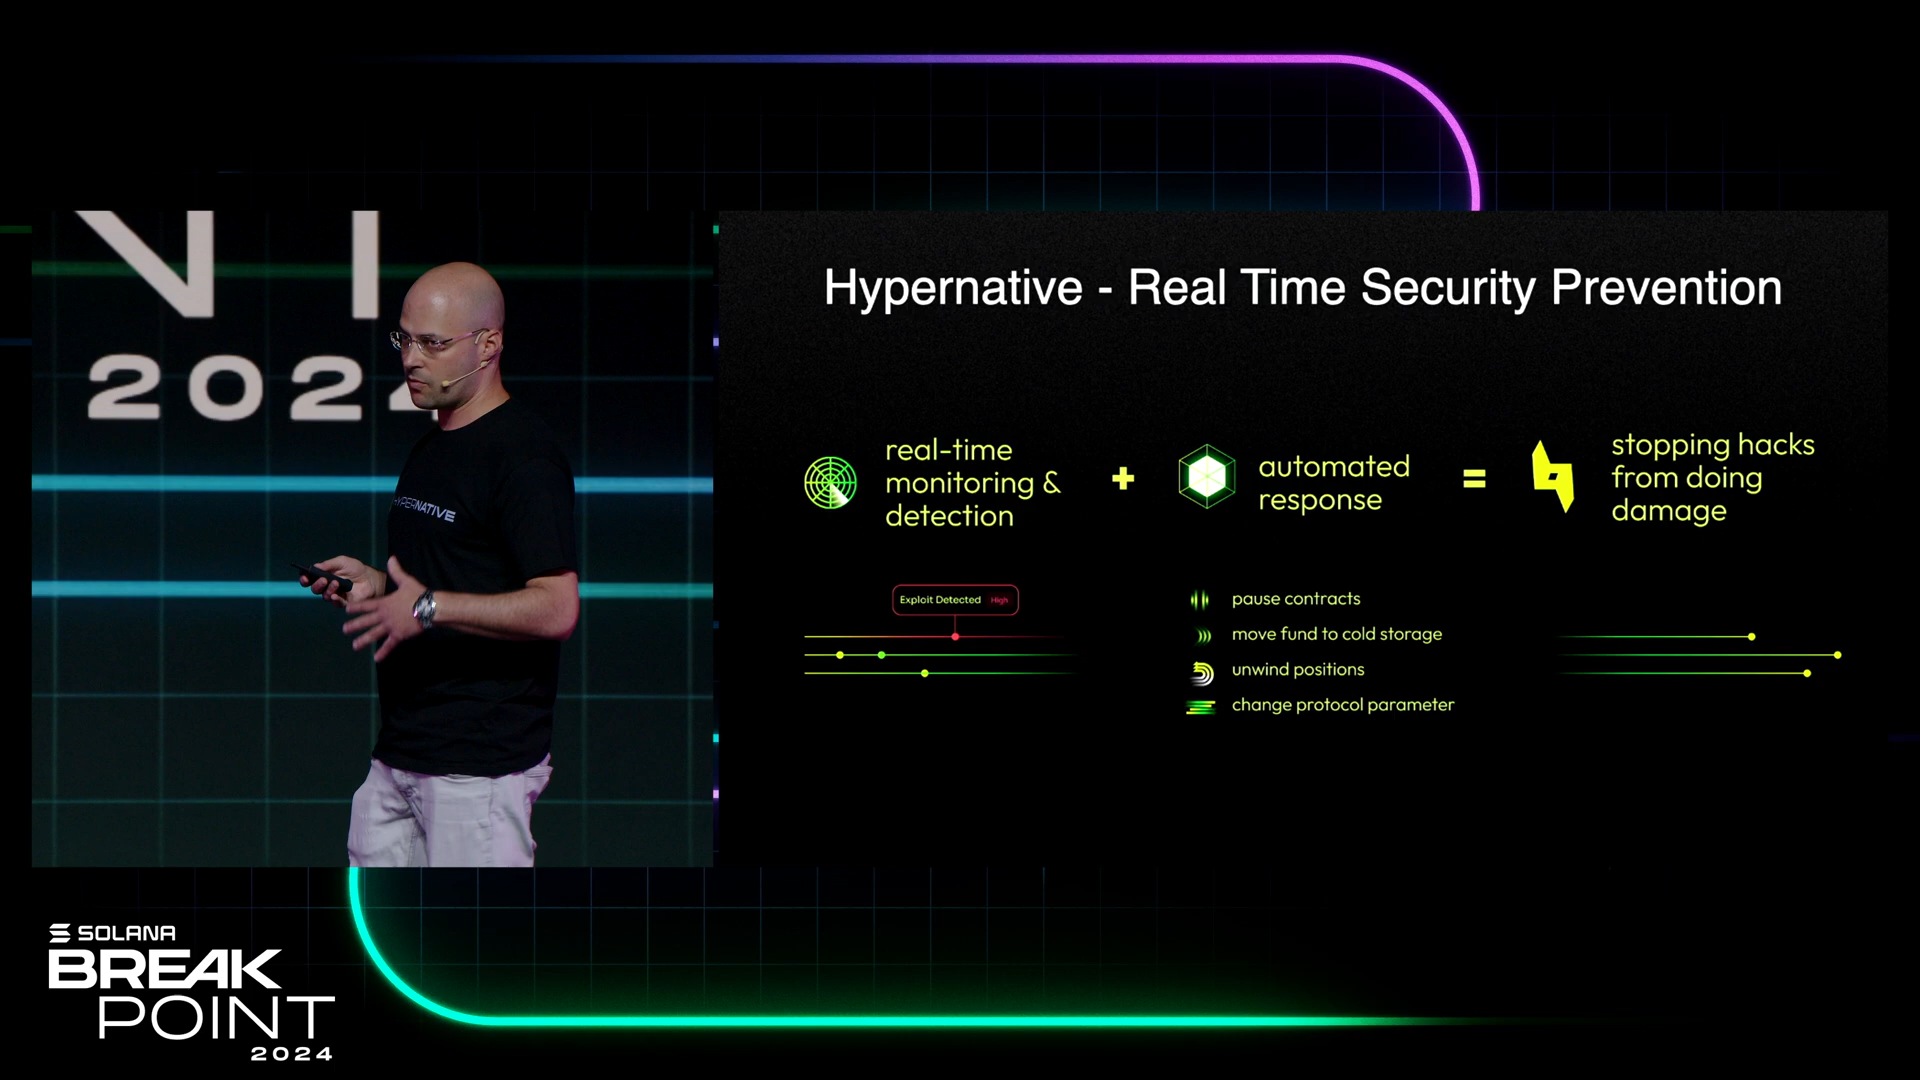 2024
HYPERNATIVE
Hypernative - Real Time Security Prevention
real-time
monitoring &
detection
+
automated
response
=
stopping hacks
from doing
damage
Exploit Detected High
pause contracts
move fund to cold storage
unwind positions
change protocol parameter
SOLANA
BREAK
POINT
2024